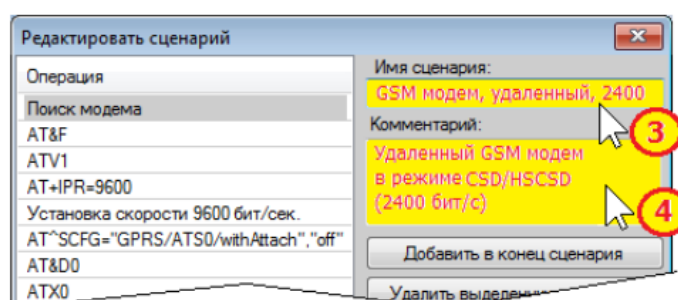 Редактировать сценарий
Операция
Поиск модема
AT&F
ATV1
AT+IPR=9600
Установка скорости 9600 бит/сек.
AT^SCFG="GPRS/ATS0/withAttach","off"
AT&D0
ATX0
Имя сценария:
GSM модем, удаленный, 2400
3
Комментарий:
Удаленный GSM модем
в режиме CSD/HSCSD
(2400 бит/с)
4
Добавить в конец сценария
Удалить